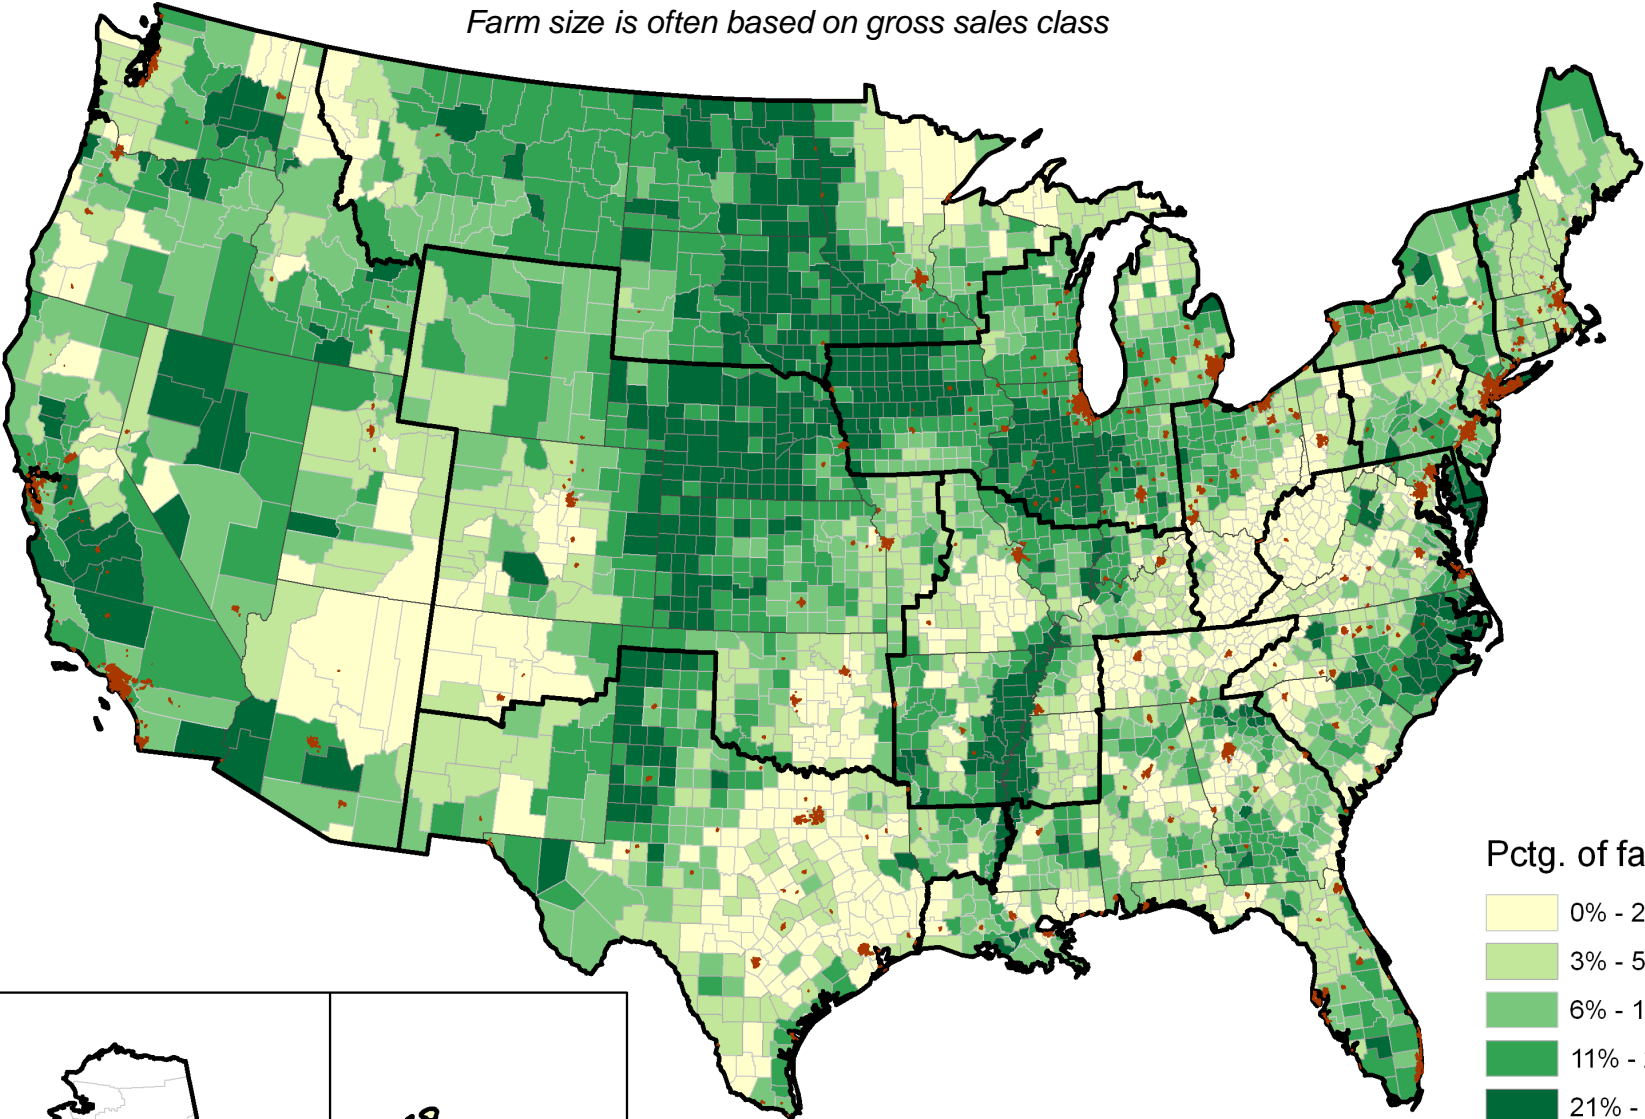 Farm size is often based on gross sales class
Pctg. of fa
0% - 2
3% - 5
6% - 1
11% -
21% -